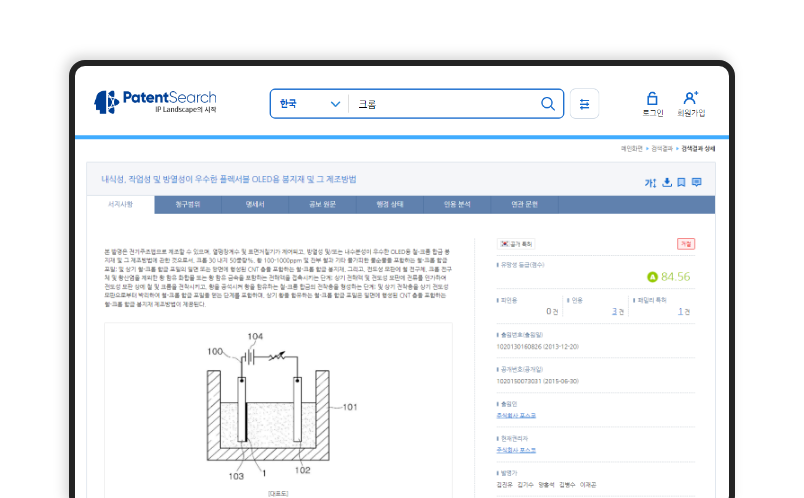 PatentSearch
IP Landscape의 시작
한국
크롬
로그인
회원가입
메인화면 검색결과 검색결과 상세
내식성, 작업성 및 방열성이 우수한 플렉서블 OLED용 봉지재 및 그 제조방법
서지사항
청구범위
명세서
공보 원문
행정 상태
인용 분석
연관 문헌
본 발명은 전기주조법으로 제조할 수 있으며, 열팽창계수 및 표면거칠기가 제어되고, 방열성 및/또는 내수분성이 우수한 OLED용 철-크롬 합금 봉
지재 및 그 제조방법에 관한 것으로서, 크롬 30 내지 50중량%, 황 100-1000ppm 및 잔부 철과 기타 불가피한 불순물을 포함하는 철-크롬 합금
포일; 및 상기 철-크롬 합금 포일의 일면 또는 양면에 형성된 CNT 층을 포함하는 철-크롬 합금 봉지재, 그리고, 전도성 모판에 철 전구체, 크롬 전구
체 및 황산염을 제외한 황 함유 화합물 또는 황 함유 금속을 포함하는 전해액을 접촉시키는 단계; 상기 전해액 및 전도성 모판에 전류를 인가하여
전도성 모판 상에 철 및 크롬을 전착시키고, 황을 공석시켜 황을 함유하는 철-크롬 합금의 전착층을 형성하는 단계; 및 상기 전착층을 상기 전도성
모판으로부터 박리하여 철-크롬 합금 포일을 얻는 단계를 포함하며, 상기 황을 함유하는 철-크롬 합금 포일은 일면에 형성된 CNT 층을 포함하는
철-크롬 합금 봉지재 제조방법이 제공된다.
100
104
101
103
1
102
[대표도]
공개 특허
거절
유망성 등급(점수)
A 84.56
피인용
0 건
인용
3 건
패밀리 특허
1 건
출원번호(출원일)
1020130160826 (2013-12-20)
공개번호(공개일)
1020150073031 (2015-06-30)
출원인
주식회사 포스코
현재권리자
주식회사 포스코
발명가
김진유 김기수 양홍석 김병수 이재곤